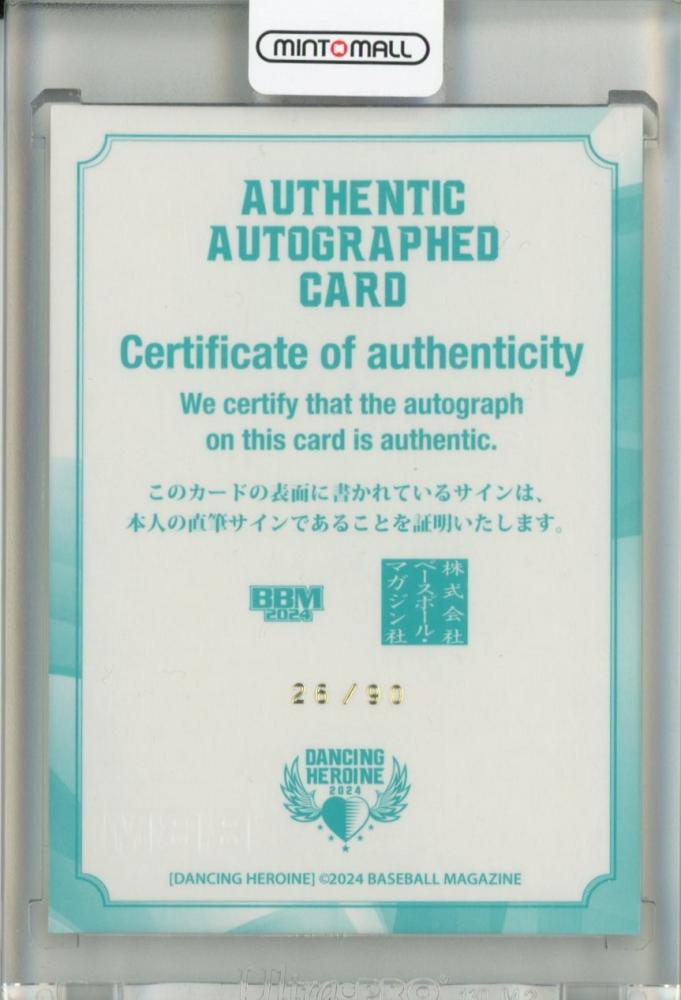 MINTOMALL
AUTHENTIC
AUTOGRAPHED
CARD
Certificate of authenticity
We certify that the autograph
on this card is authentic.
このカードの表面に書かれているサインは、
本人の直筆サインであることを証明いたします。
BBM
2024
株式会社
ベースボール・
マガジン社
26/90
DANCING
HEROINE
2024
[DANCING HEROINE] ©2024 BASEBALL MAGAZINE
Ultra·PRO®